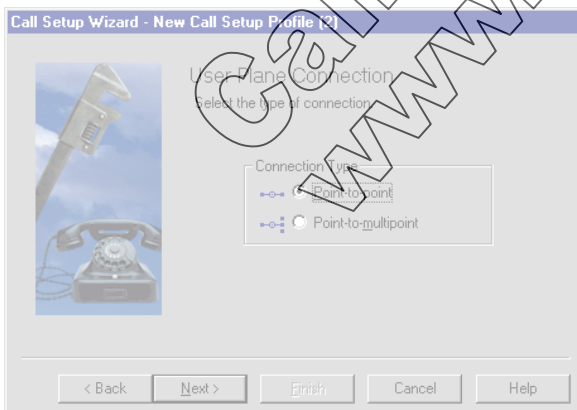 Call Setup Wizard - New Call Setup Profile (2)
User Plane Connection
Select the type of connection
Connection Type
Point-to-point
Point-to-multipoint
< Back
Next >
Finish
Cancel
Help
www.